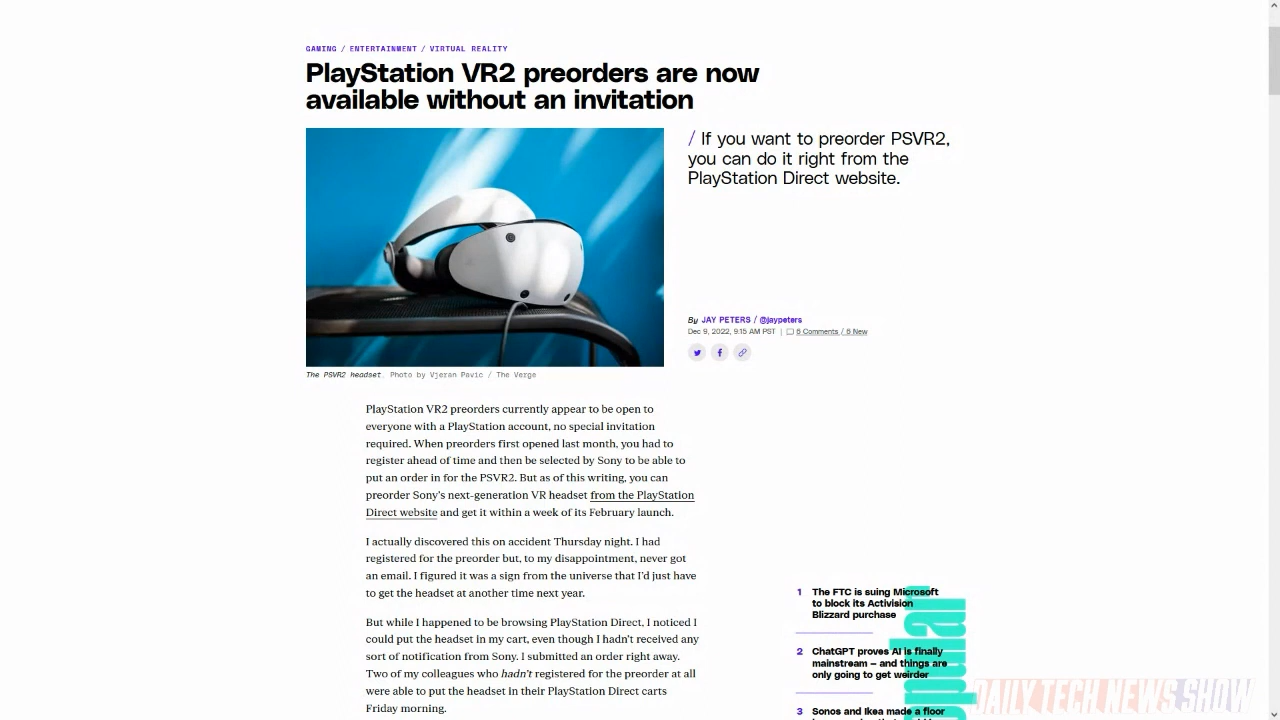 GAMING / ENTERTAINMENT / VIRTUAL REALITY
PlayStation VR2 preorders are now
available without an invitation
/ If you want to preorder PSVR2,
you can do it right from the
PlayStation Direct website.
By JAY PETERS / @jaypeters
Dec 9, 2022, 9:15 AM PST | 6 Comments / 6 New
The PSVR2 headset. Photo by Vjeran Pavic / The Verge
PlayStation VR2 preorders currently appear to be open to
everyone with a PlayStation account, no special invitation
required. When preorders first opened last month, you had to
register ahead of time and then be selected by Sony to be able to
put an order in for the PSVR2. But as of this writing, you can
preorder Sony's next-generation VR headset from the PlayStation
Direct website and get it within a week of its February launch.
I actually discovered this on accident Thursday night. I had
registered for the preorder but, to my disappointment, never got
an email. I figured it was a sign from the universe that I'd just have
to get the headset at another time next year.
But while I happened to be browsing PlayStation Direct, I noticed I
could put the headset in my cart, even though I hadn't received any
sort of notification from Sony. I submitted an order right away.
Two of my colleagues who hadn't registered for the preorder at all
were able to put the headset in their PlayStation Direct carts
Friday morning.
1 The FTC is suing Microsoft
to block its Activision
Blizzard purchase
2 ChatGPT proves AI is finally
mainstream – and things are
only going to get weirder
3 Sonos and Ikea made a floor
DAILY TECH NEWS SHOW